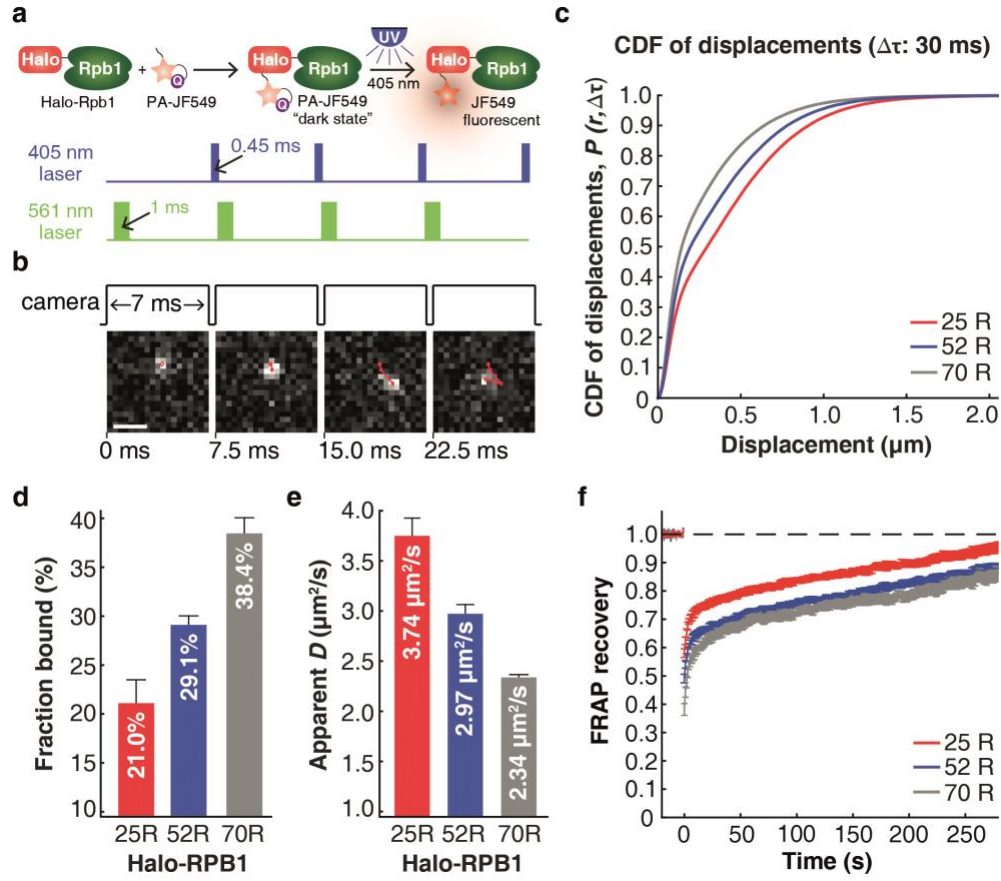 a
Halo
Rpb1
+
Q
Halo
Rpb1
Q
UV
405 nm
Halo
Rpb1
Halo-Rpb1
PA-JF549
PA-JF549
"dark state"
JF549
fluorescent
405 nm
laser
0.45 ms
561 nm
laser
1 ms
b
camera
7 ms
0 ms
7.5 ms
15.0 ms
22.5 ms
c
CDF of displacements (Δτ: 30 ms)
CDF of displacements, P (r,Δτ)
1.0
0.9
0.8
0.7
0.6
0.5
0.4
0.3
0.2
0.1
0
25 R
52 R
70 R
0
0.5
1.0
1.5
2.0
Displacement (µm)
d
Fraction bound (%)
40
35
30
25
20
15
10
21.0%
29.1%
38.4%
25R
52R
70R
Halo-RPB1
e
Apparent D (µm²/s)
4.0
3.5
3.0
2.5
2.0
1.5
1.0
3.74 µm²/s
2.97 µm²/s
2.34 µm²/s
25R
52R
70R
Halo-RPB1
f
FRAP recovery
1.0
0.9
0.8
0.7
0.6
0.5
0.4
0.3
0.2
0.1
0
25 R
52 R
70 R
0
50
100
150
200
250
Time (s)